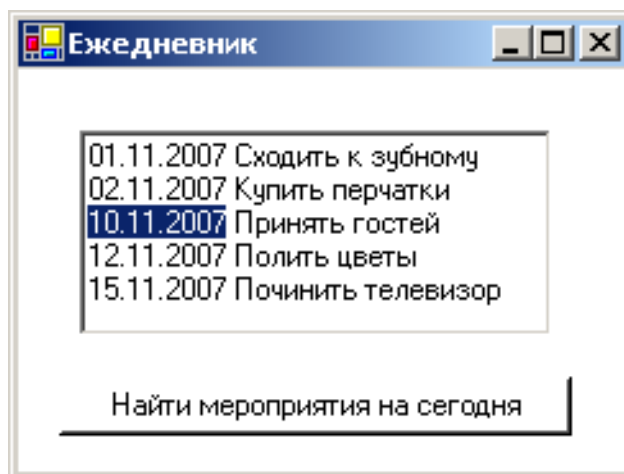 Ежедневник
01.11.2007 Сходить к зубному
02.11.2007 Купить перчатки
10.11.2007 Принять гостей
12.11.2007 Полить цветы
15.11.2007 Починить телевизор
Найти мероприятия на сегодня